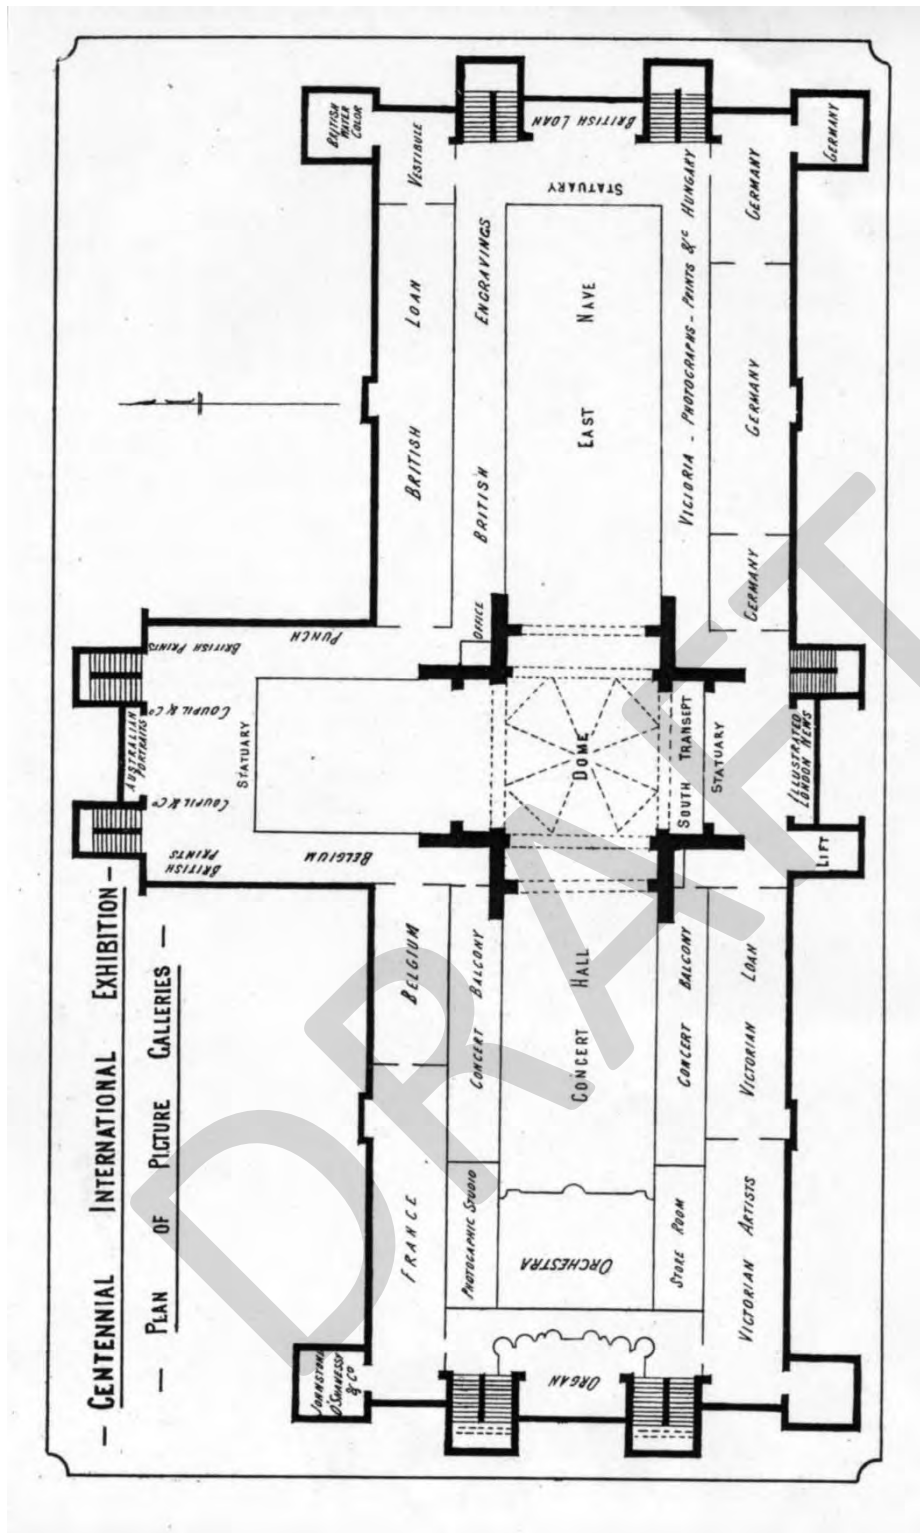 — CENTENNIAL INTERNATIONAL EXHIBITION —
— PLAN OF PICTURE GALLERIES —
JOHNSTONE
O'SHANNESSY
& Co
FRANCE
BELGIUM
BELGIUM
BRITISH
PRINTS
GOUPIL & Co
AUSTRALIAN
PORTRAITS
GOUPIL & Co
BRITISH PRINTS
PUNCH
STATUARY
BRITISH LOAN
VESTIBULE
BRITISH
WATER
COLOR
PHOTOGRAPHIC STUDIO
CONCERT BALCONY
OFFICE
BRITISH ENGRAVINGS
BRITISH LOAN
STATUARY
ORGAN
ORCHESTRA
CONCERT HALL
DOME
EAST NAVE
STORE ROOM
CONCERT BALCONY
SOUTH TRANSEPT
STATUARY
VICTORIA - PHOTOGRAPHS - PRINTS &c HUNGARY
VICTORIAN ARTISTS
VICTORIAN LOAN
LIFT
ILLUSTRATED
LONDON NEWS
GERMANY
GERMANY
GERMANY
GERMANY
DRAFT